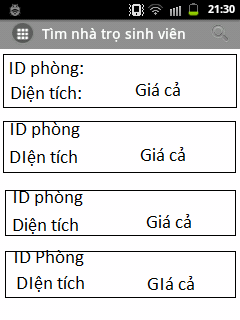 21:30
Tìm nhà trọ sinh viên
ID phòng:
Diện tích: Giá cả
ID phòng
DIện tích Giá cả
ID phòng
Diện tích Giá cả
ID Phòng
DIện tích GIá cả